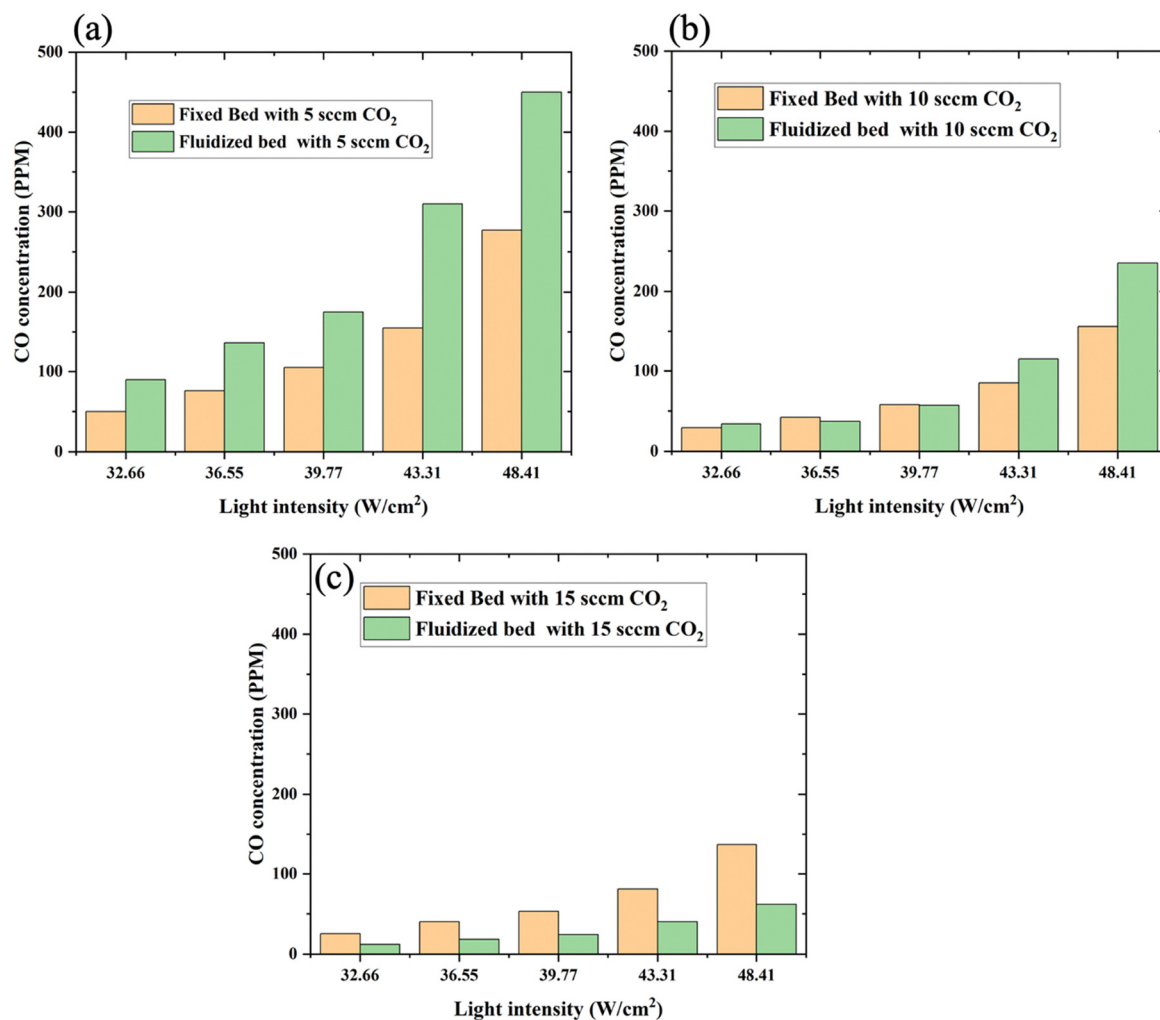 (a)
500
400
300
200
100
0
CO concentration (PPM)
Fixed Bed with 5 sccm CO₂
Fluidized bed with 5 sccm CO₂
32.66 36.55 39.77 43.31 48.41
Light intensity (W/cm²)
(b)
500
400
300
200
100
0
CO concentration (PPM)
Fixed Bed with 10 sccm CO₂
Fluidized bed with 10 sccm CO₂
32.66 36.55 39.77 43.31 48.41
Light intensity (W/cm²)
(c)
500
400
300
200
100
0
CO concentration (PPM)
Fixed Bed with 15 sccm CO₂
Fluidized bed with 15 sccm CO₂
32.66 36.55 39.77 43.31 48.41
Light intensity (W/cm²)